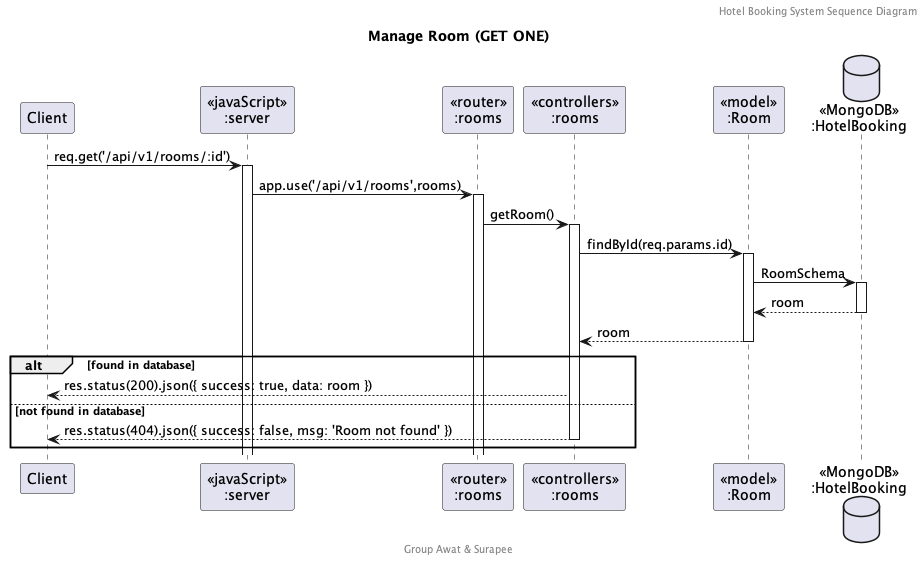 Hotel Booking System Sequence Diagram
Manage Room (GET ONE)
Client
«javaScript»
:server
«router»
:rooms
«controllers»
:rooms
«model»
:Room
«MongoDB»
:HotelBooking
req.get('/api/v1/rooms/:id')
app.use('/api/v1/rooms',rooms)
getRoom()
findById(req.params.id)
RoomSchema
room
room
alt
[found in database]
res.status(200).json({ success: true, data: room })
[not found in database]
res.status(404).json({ success: false, msg: 'Room not found' })
Client
«javaScript»
:server
«router»
:rooms
«controllers»
:rooms
«model»
:Room
«MongoDB»
:HotelBooking
Group Awat & Surapee